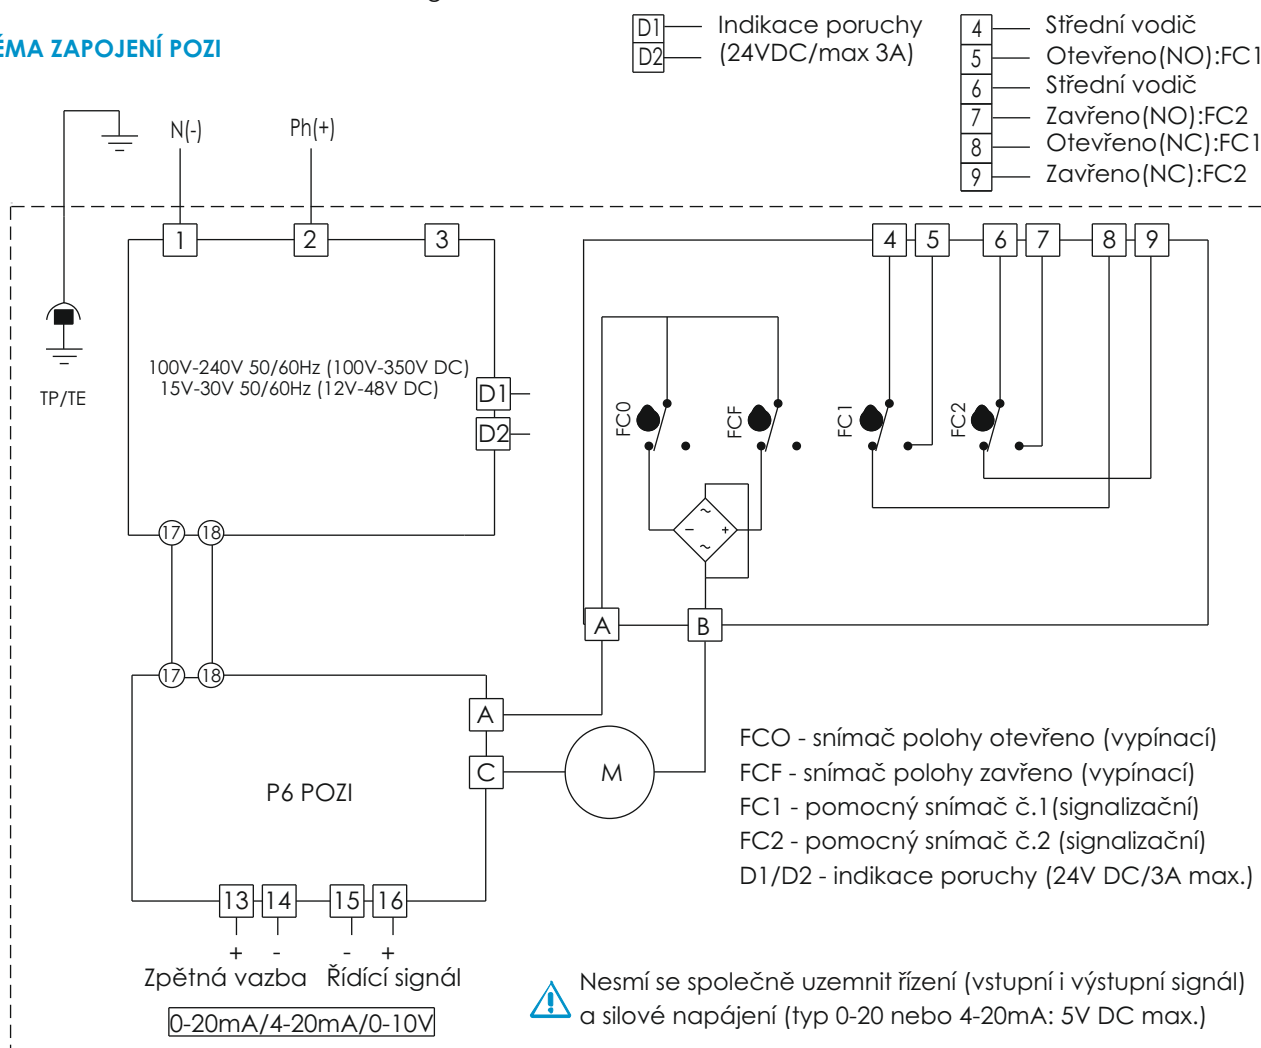 ÉMA ZAPOJENÍ POZI
D1 Indikace poruchy
D2 (24VDC/max 3A)
4 Střední vodič
5 Otevřeno(NO):FC1
6 Střední vodič
7 Zavřeno(NO):FC2
8 Otevřeno(NC):FC1
9 Zavřeno(NC):FC2
N(-) Ph(+)
1 2 3
4 5 6 7 8 9
100V-240V 50/60Hz (100V-350V DC)
15V-30V 50/60Hz (12V-48V DC)
TP/TE
D1
D2
FC0 FCF FC1 FC2
~
- +
~
17 18
A B
17 18
A
C
M
P6 POZI
13 14 15 16
+ - - +
Zpětná vazba Řídící signál
0-20mA/4-20mA/0-10V
FCO - snímač polohy otevřeno (vypínací)
FCF - snímač polohy zavřeno (vypínací)
FC1 - pomocný snímač č.1(signalizační)
FC2 - pomocný snímač č.2 (signalizační)
D1/D2 - indikace poruchy (24V DC/3A max.)
Nesmí se společně uzemnit řízení (vstupní i výstupní signál)
a silové napájení (typ 0-20 nebo 4-20mA: 5V DC max.)